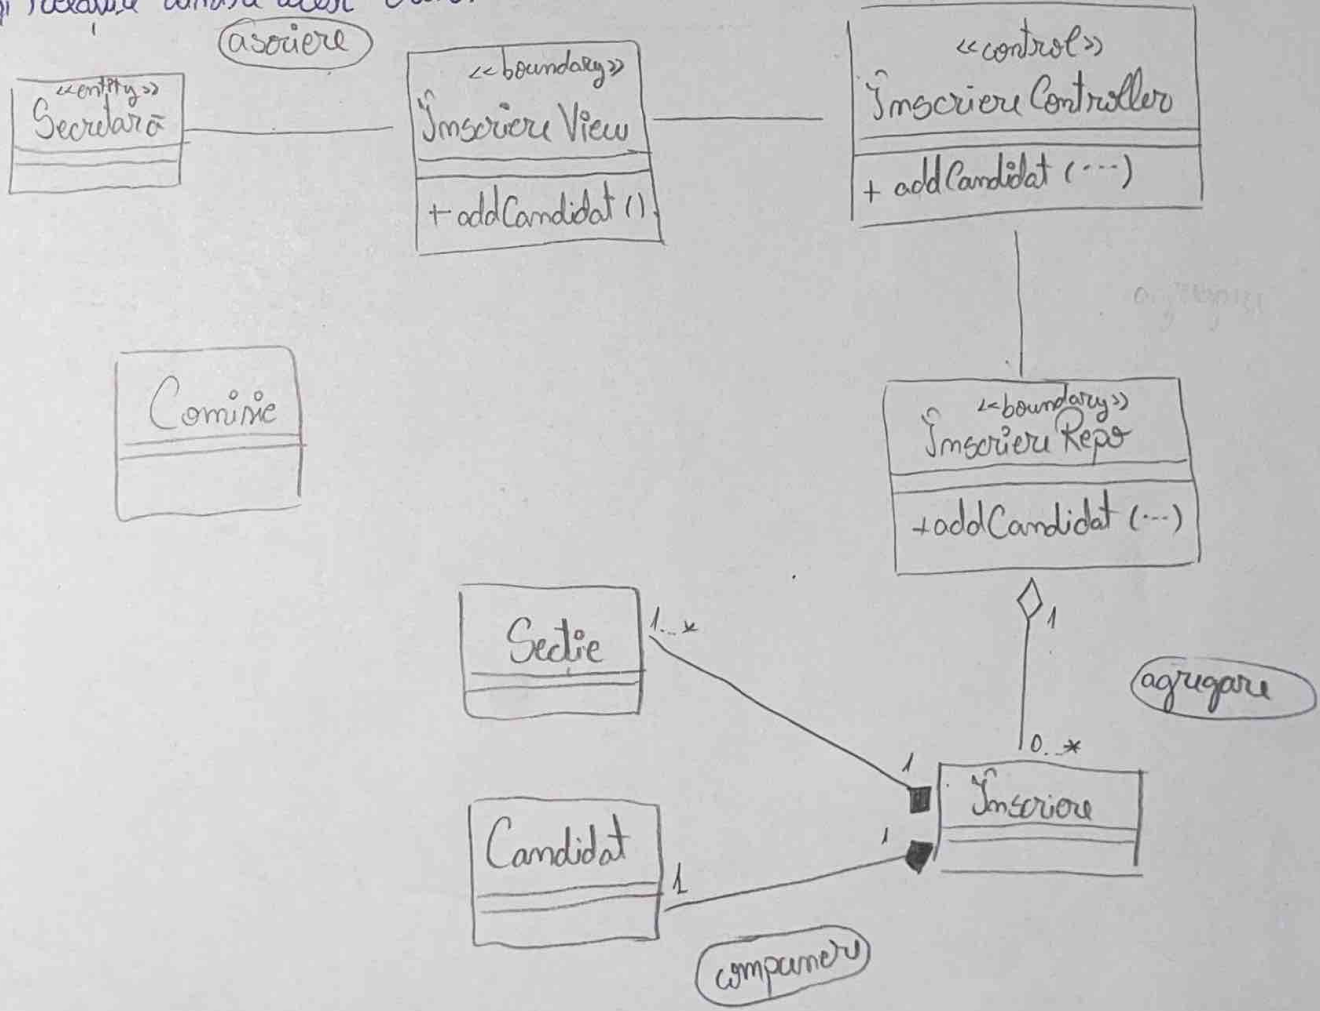 asociere
<<entity>>
Secretară
<<boundary>>
Înscriere View
+ addCandidat ()
<<control>>
Înscriere Controller
+ addCandidat (...)
Comisie
<<boundary>>
Înscriere Repo
+addCandidat (...)
1
0..*
agregare
Secție
1..*
1
Înscriere
Candidat
1
1
compunere